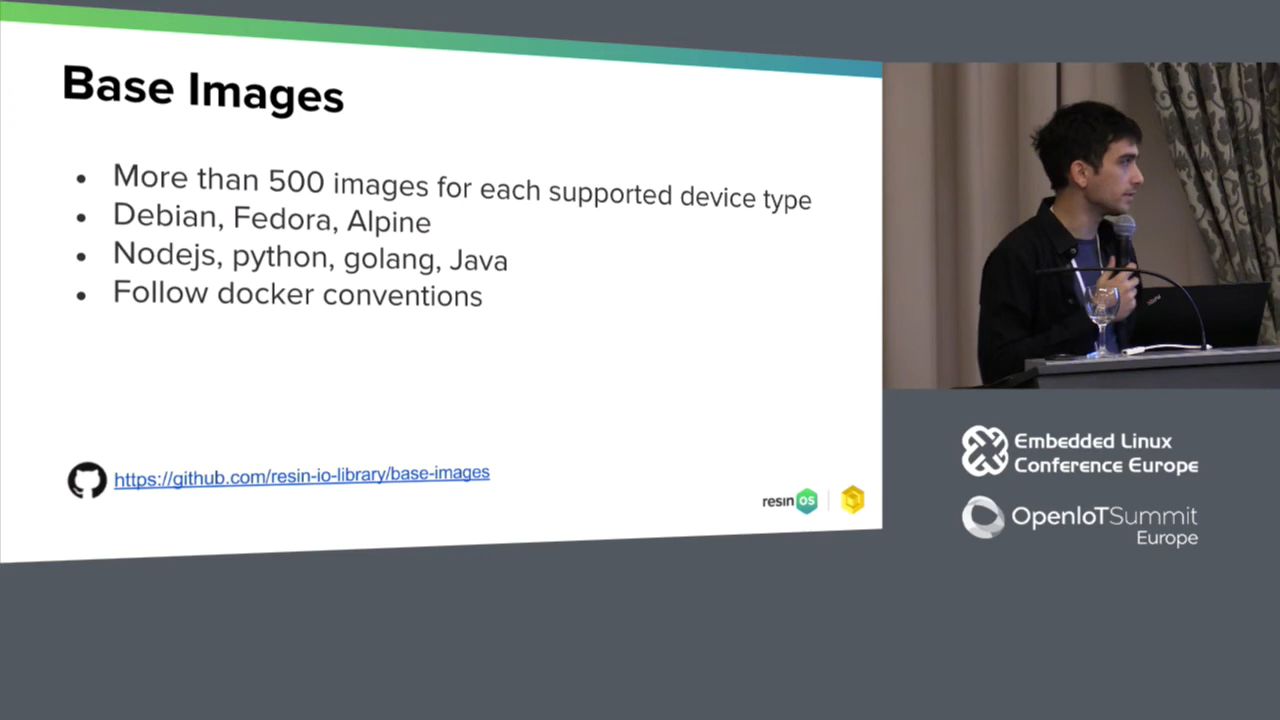 Base Images
More than 500 images for each supported device type
Debian, Fedora, Alpine
Nodejs, python, golang, Java
Follow docker conventions
https://github.com/resin-io-library/base-images
resin OS
Embedded Linux
Conference Europe
OpenIoTSummit
Europe